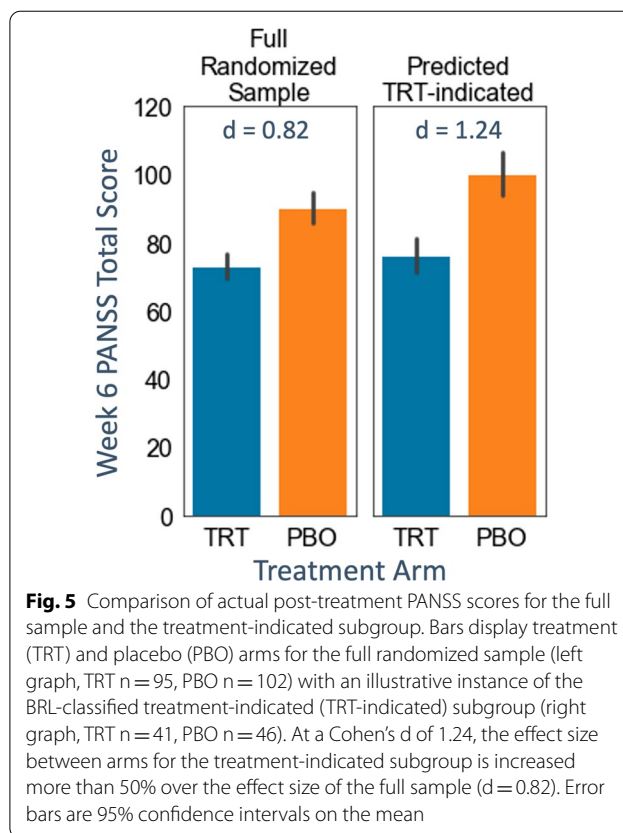 Full
Randomized
Sample
Predicted
TRT-indicated
d = 0.82
d = 1.24
Week 6 PANSS Total Score
120
100
80
60
40
20
0
TRT PBO TRT PBO
Treatment Arm
Fig. 5 Comparison of actual post-treatment PANSS scores for the full
sample and the treatment-indicated subgroup. Bars display treatment
(TRT) and placebo (PBO) arms for the full randomized sample (left
graph, TRT n = 95, PBO n = 102) with an illustrative instance of the
BRL-classified treatment-indicated (TRT-indicated) subgroup (right
graph, TRT n = 41, PBO n = 46). At a Cohen's d of 1.24, the effect size
between arms for the treatment-indicated subgroup is increased
more than 50% over the effect size of the full sample (d = 0.82). Error
bars are 95% confidence intervals on the mean